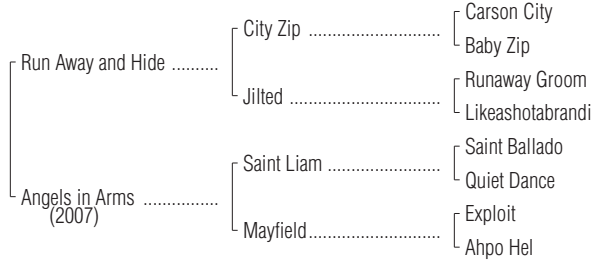 Carson City
City Zip ...........................
Baby Zip
Run Away and Hide ..........
Runaway Groom
Jilted ...............................
Likeashotabrandi
Saint Ballado
Saint Liam .......................
Quiet Dance
Angels in Arms ................
(2007)
Exploit
Mayfield...........................
Ahpo Hel